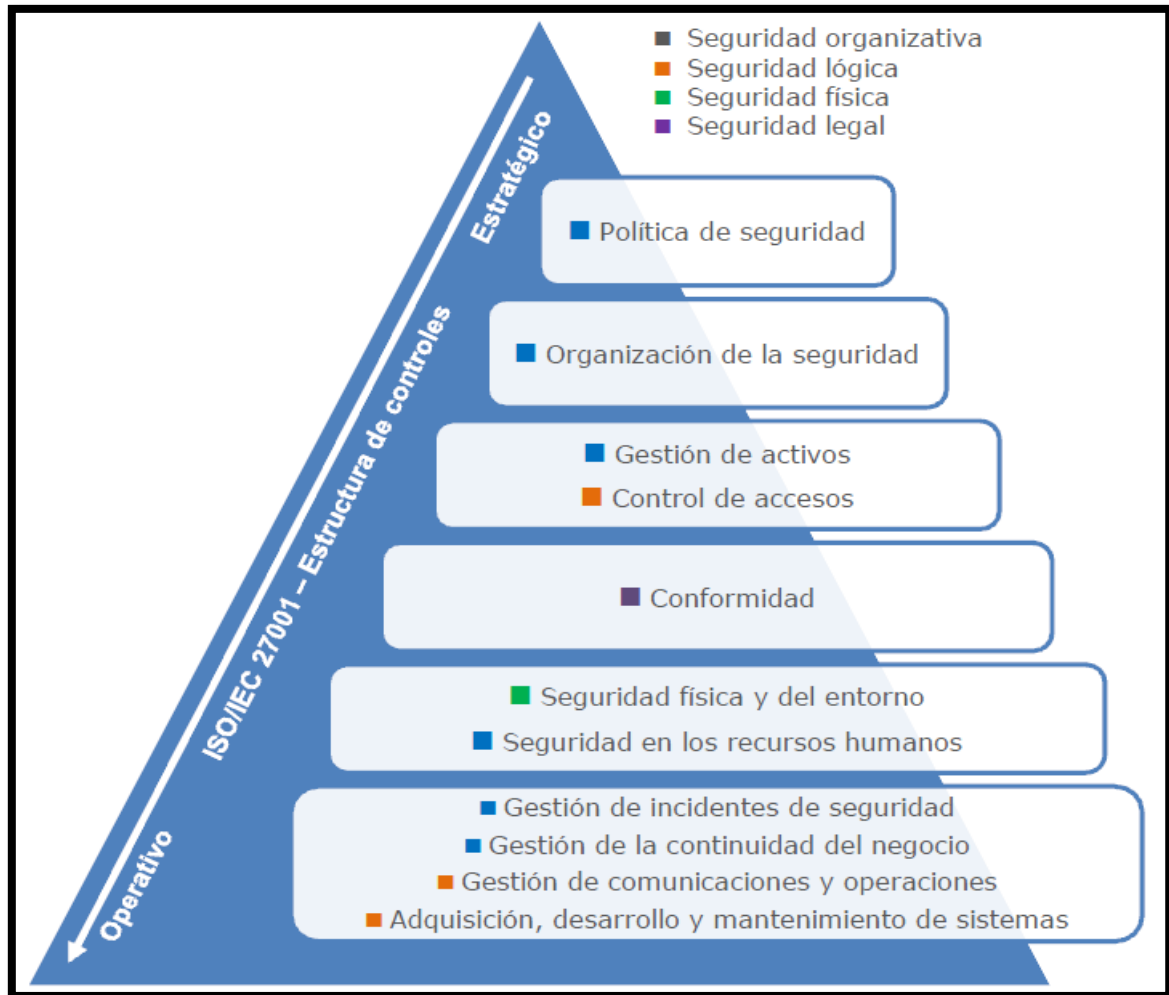 Seguridad organizativa
Seguridad lógica
Seguridad física
Seguridad legal
Estratégico
ISO/IEC 27001 – Estructura de controles
Operativo
Política de seguridad
Organización de la seguridad
Gestión de activos
Control de accesos
Conformidad
Seguridad física y del entorno
Seguridad en los recursos humanos
Gestión de incidentes de seguridad
Gestión de la continuidad del negocio
Gestión de comunicaciones y operaciones
Adquisición, desarrollo y mantenimiento de sistemas